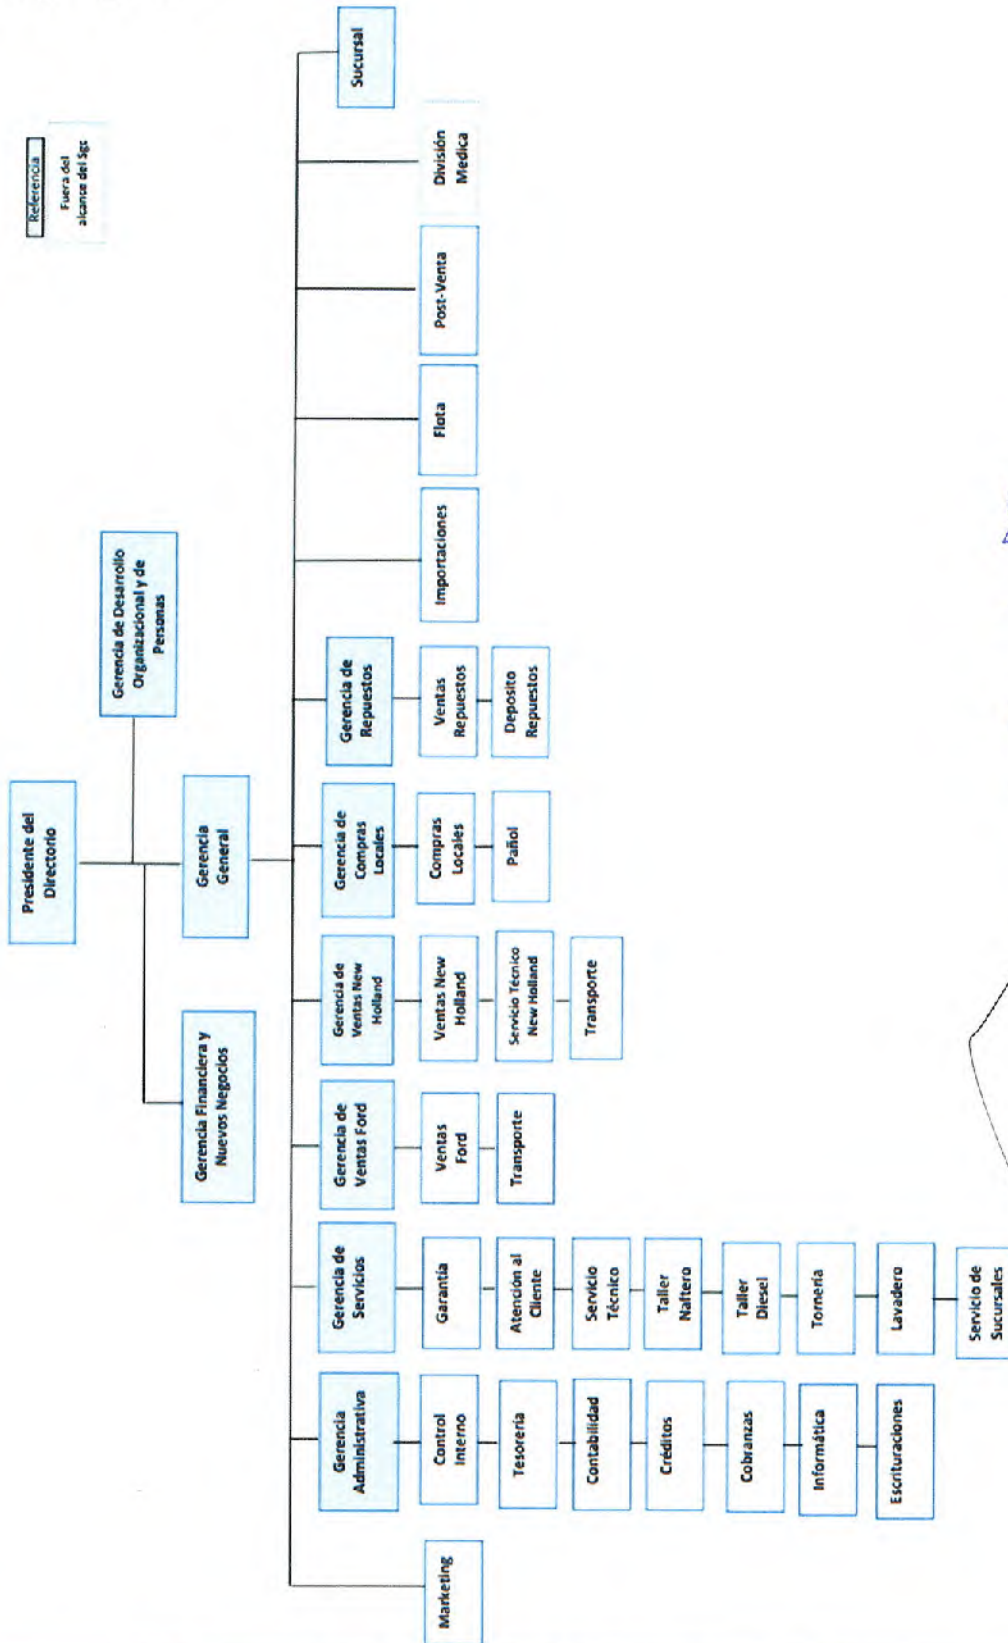 Referencia
Fuera del
alcance del Sgc
Presidente del
Directorio
Gerencia de Desarrollo
Organizacional y de
Personas
Gerencia Financiera y
Nuevos Negocios
Gerencia
General
Marketing
Gerencia
Administrativa
Control
Interno
Tesorería
Contabilidad
Créditos
Cobranzas
Informática
Escrituraciones
Gerencia de
Servicios
Garantía
Atención al
Cliente
Servicio
Técnico
Taller
Naftero
Taller
Diesel
Tornería
Lavadero
Servicio de
Sucursales
Gerencia de
Ventas Ford
Ventas
Ford
Transporte
Gerencia de
Ventas New
Holland
Ventas New
Holland
Servicio Técnico
New Holland
Transporte
Gerencia de
Compras
Locales
Compras
Locales
Pañol
Gerencia de
Repuestos
Ventas
Repuestos
Deposito
Repuestos
Importaciones
Flota
Post-Venta
División
Medica
Sucursal